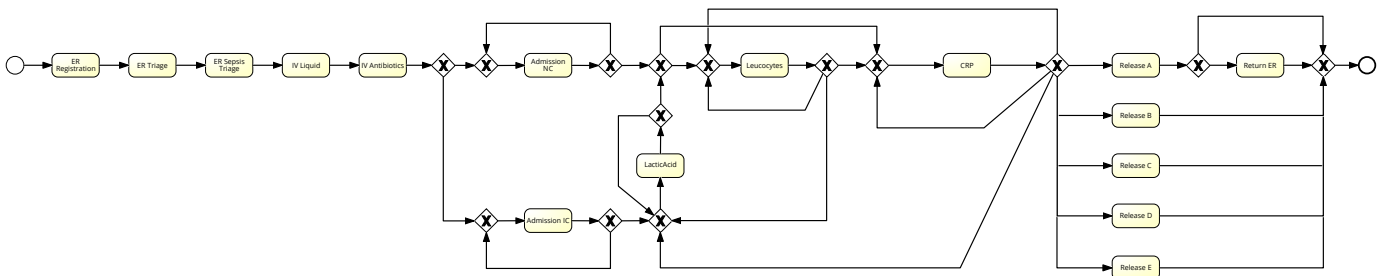 ER
Registration
ER Triage
ER Sepsis
Triage
IV Liquid
IV Antibiotics
Admission
NC
Leucocytes
CRP
Release A
Return ER
Release B
LacticAcid
Release C
Admission IC
Release D
Release E